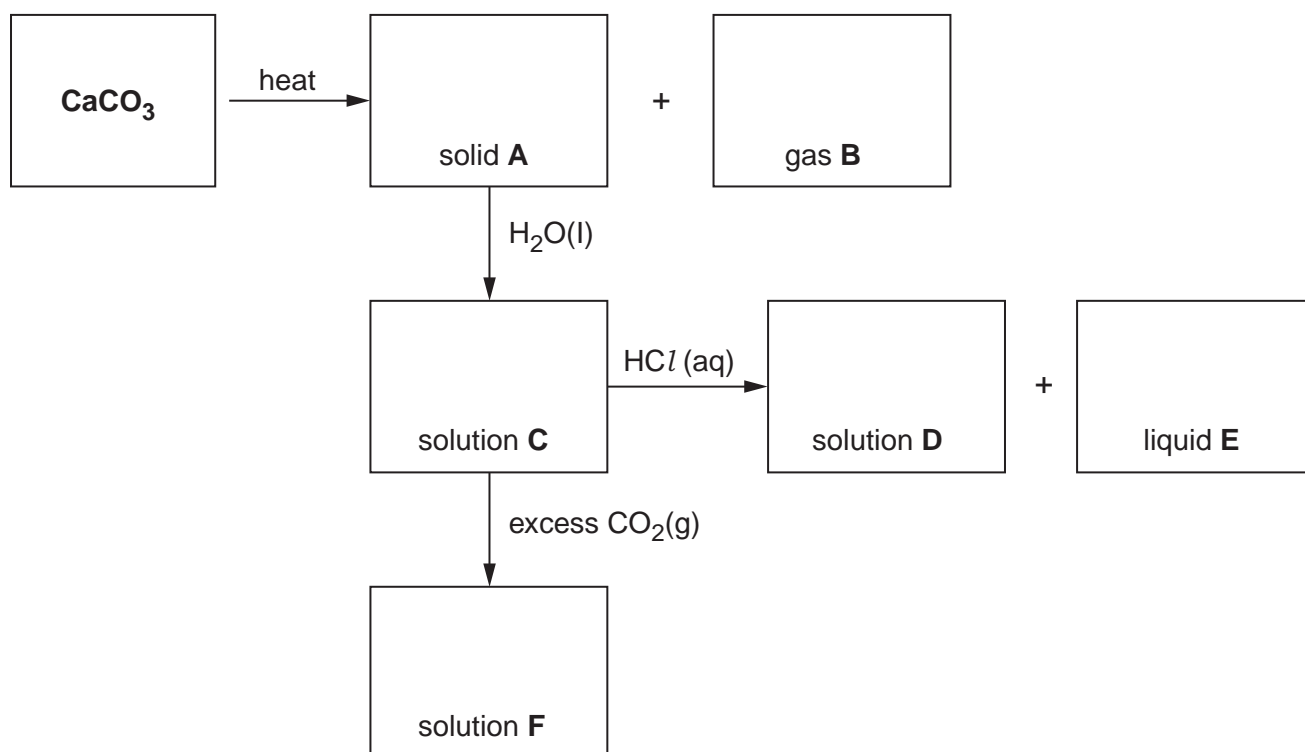 CaCO₃
heat
solid A
+
gas B
H₂O(l)
solution C
HCl (aq)
solution D
+
liquid E
excess CO₂(g)
solution F